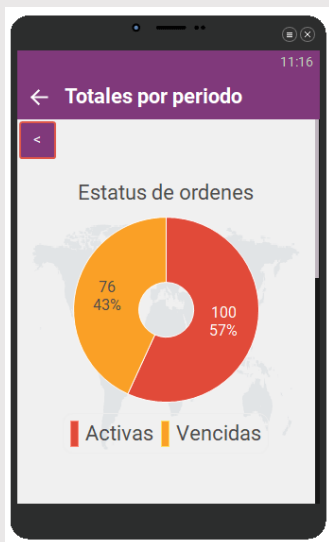 11:16
← Totales por periodo
<
Estatus de ordenes
76
43%
100
57%
Activas Vencidas